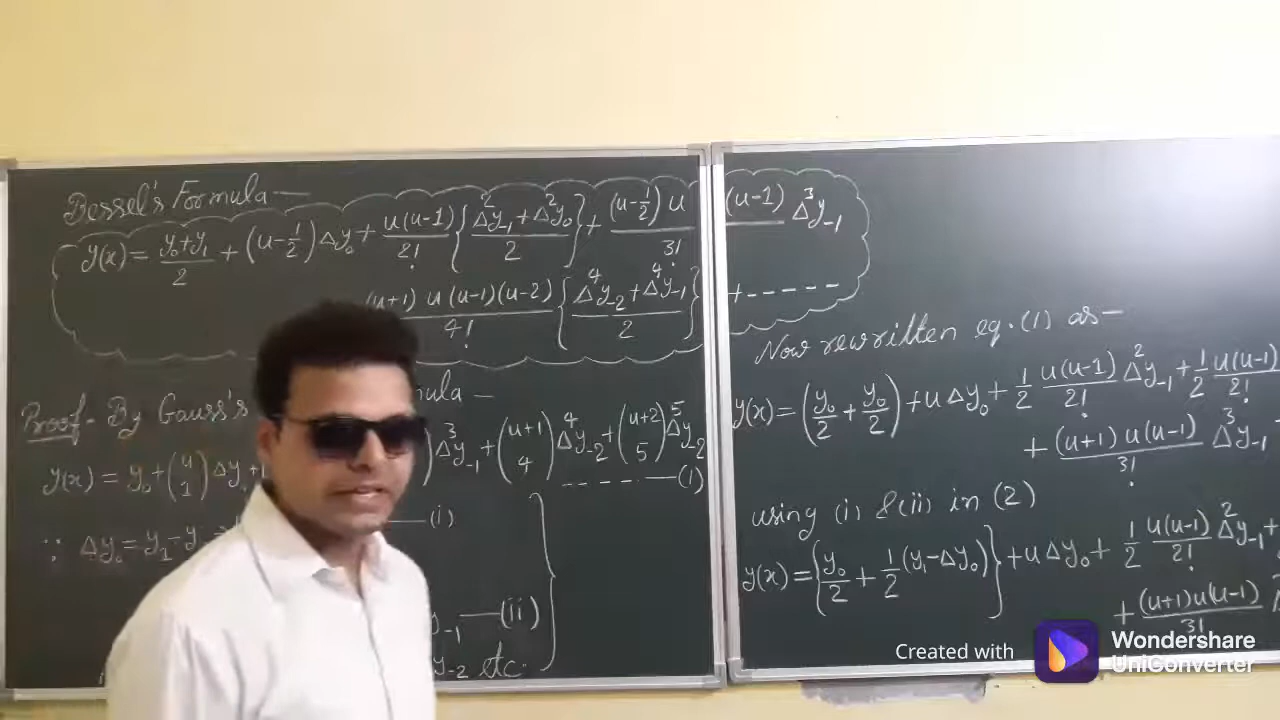 Bessel's Formula —
y(x) = (y₀+y₁)/2 + (u-1/2) Δy₀ + u(u-1)/2! {(Δ²y₋₁ + Δ²y₀)/2} + (u-1/2) u (u-1)/3! Δ³y₋₁
(u+1) u (u-1)(u-2)/4! {(Δ⁴y₋₂ + Δ⁴y₋₁)/2} + -----
Proof - By Gauss's
y(x) = y₀ + (u 1) Δy₀ + ) Δ³y₋₁ + (u+1 4) Δ⁴y₋₂ + (u+2 5) Δ⁵y₋₂
---- —(1)
∵ Δy₀ = y₁ - y —(i)
y₋₁ —(ii)
y₋₂ etc.
Now rewritten eq.(1) as —
y(x) = (y₀/2 + y₀/2) + u Δy₀ + 1/2 u(u-1)/2! Δ²y₋₁ + 1/2 u(u-1)/2!
+ (u+1) u (u-1)/3! Δ³y₋₁
using (i) & (ii) in (2)
y(x) = {y₀/2 + 1/2 (y₁-Δy₀)} + u Δy₀ + 1/2 u(u-1)/2! Δ²y₋₁ +
+ (u+1)u(u-1)/3!
Created with Wondershare UniConverter